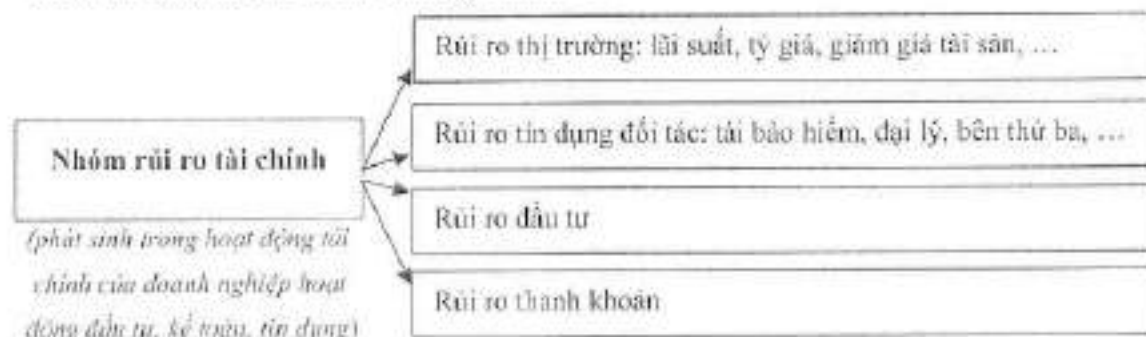 Rủi ro thị trường: lãi suất, tỷ giá, giảm giá tài sản, ...
Rủi ro tín dụng đối tác: tái bảo hiểm, đại lý, bên thứ ba, ...
Nhóm rủi ro tài chính
Rủi ro đầu tư
(phát sinh trong hoạt động tài
chính của doanh nghiệp hoạt
động đầu tư, kế toán, tín dụng)
Rủi ro thanh khoản